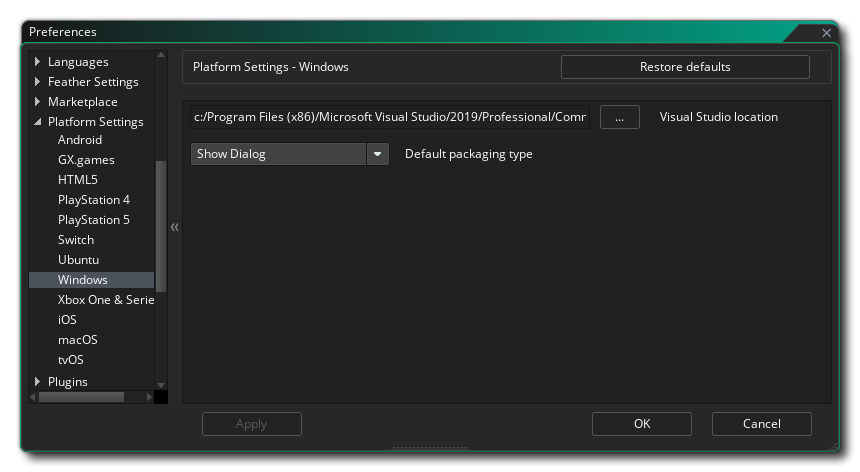 Preferences
Languages
Feather Settings
Marketplace
Platform Settings
Android
GX.games
HTML5
PlayStation 4
PlayStation 5
Switch
Ubuntu
Windows
Xbox One & Serie
iOS
macOS
tvOS
Plugins
Platform Settings - Windows
Restore defaults
c:/Program Files (x86)/Microsoft Visual Studio/2019/Professional/Comr
...
Visual Studio location
Show Dialog
Default packaging type
Apply
OK
Cancel